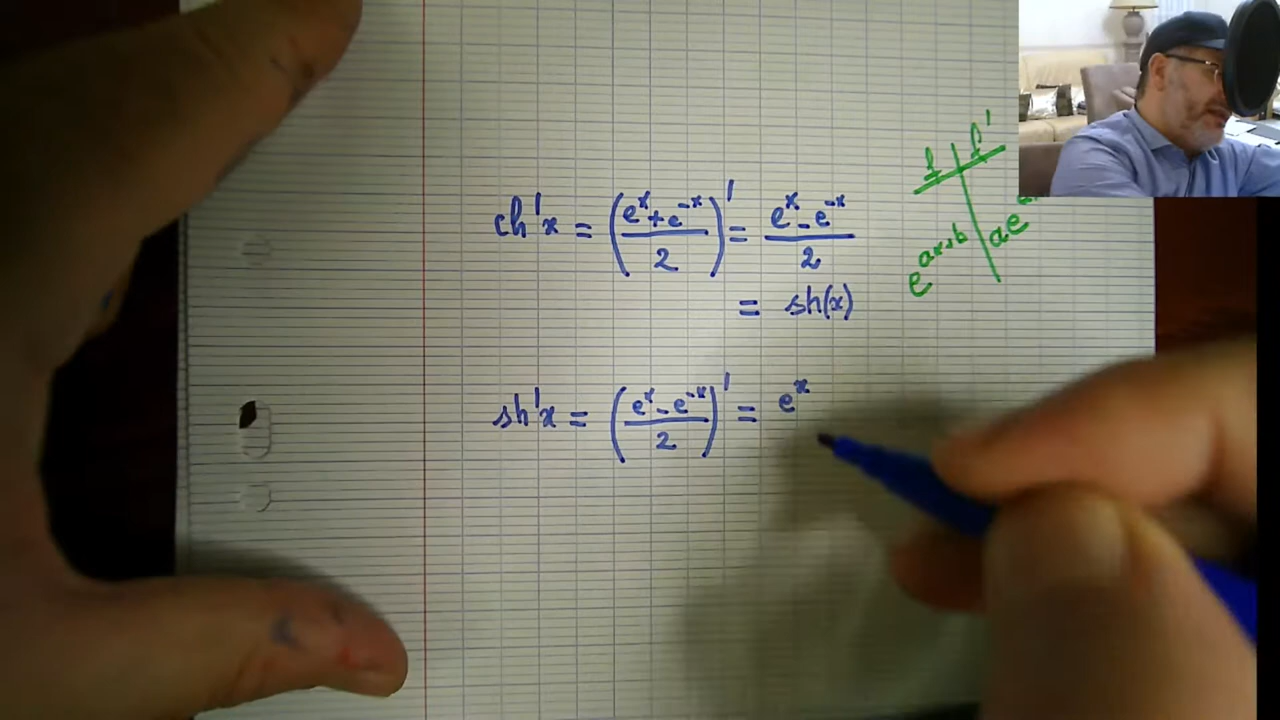 ch'x = ((e^x + e^-x)/2)' = (e^x - e^-x)/2
= sh(x)
sh'x = ((e^x - e^-x)/2)' = e^x
f | f'
e^ax+b | ae^